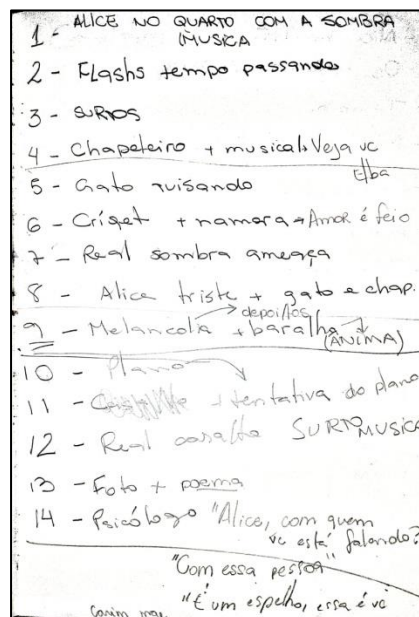 1 - ALICE NO QUARTO COM A SOMBRA
(MUSICA
2 - Flashs tempo passando
3 - SURTOS
4 - Chapeleiro + musical Veja vc
Elba
5 - Gato avisando
6 - + namora → Amor é feio
7 - Real sombra ameaça
8 - Alice triste + gato e chap.
depoiſſos
9 - Melancolia + baralho
(ANIMA)
10 - Plano
11 - + tentativa do plano
12 - Real baralho SURTO MUSICA
13 - Foto + poema
14 - Psicólogo "Alice, com quem
vc está falando?
"Com essa pessoa"
"É um espelho, essa é vc